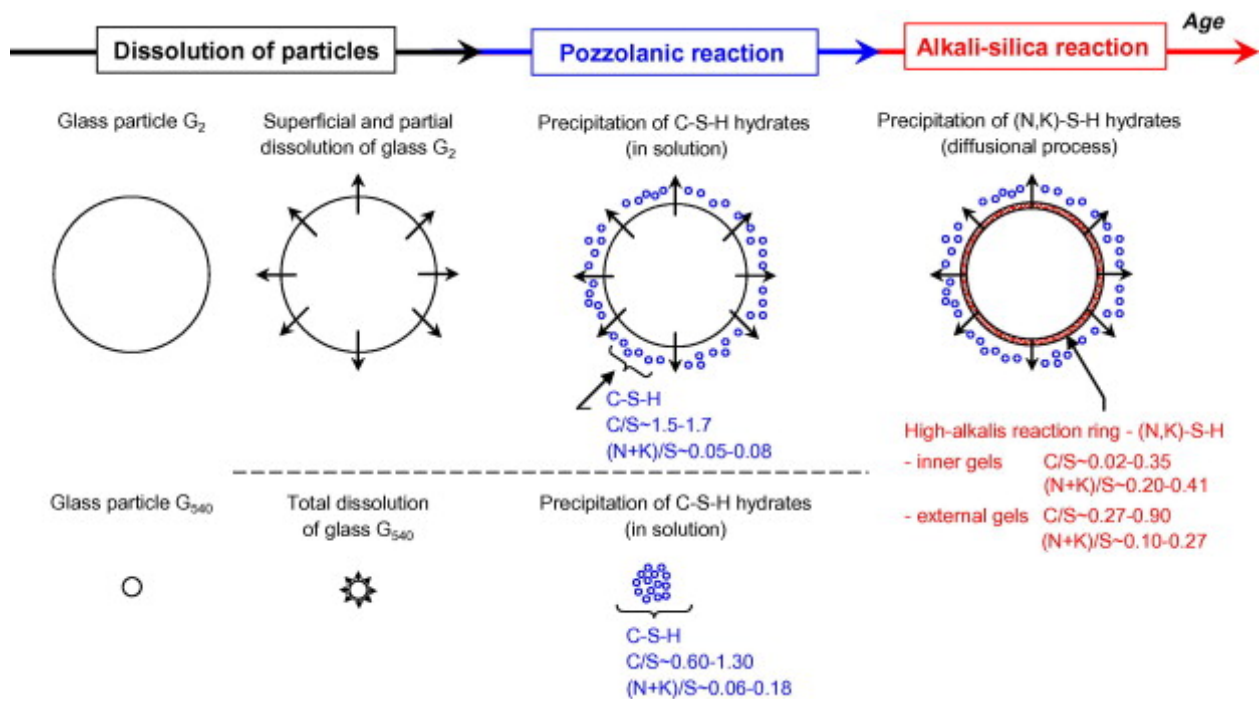 Age
Dissolution of particles
Pozzolanic reaction
Alkali-silica reaction
Glass particle G₂
Superficial and partial
dissolution of glass G₂
Precipitation of C-S-H hydrates
(in solution)
Precipitation of (N,K)-S-H hydrates
(diffusional process)
C-S-H
C/S~1.5-1.7
(N+K)/S~0.05-0.08
High-alkalis reaction ring - (N,K)-S-H
- inner gels C/S~0.02-0.35
(N+K)/S~0.20-0.41
- external gels C/S~0.27-0.90
(N+K)/S~0.10-0.27
Glass particle G₅₄₀
Total dissolution
of glass G₅₄₀
Precipitation of C-S-H hydrates
(in solution)
C-S-H
C/S~0.60-1.30
(N+K)/S~0.06-0.18